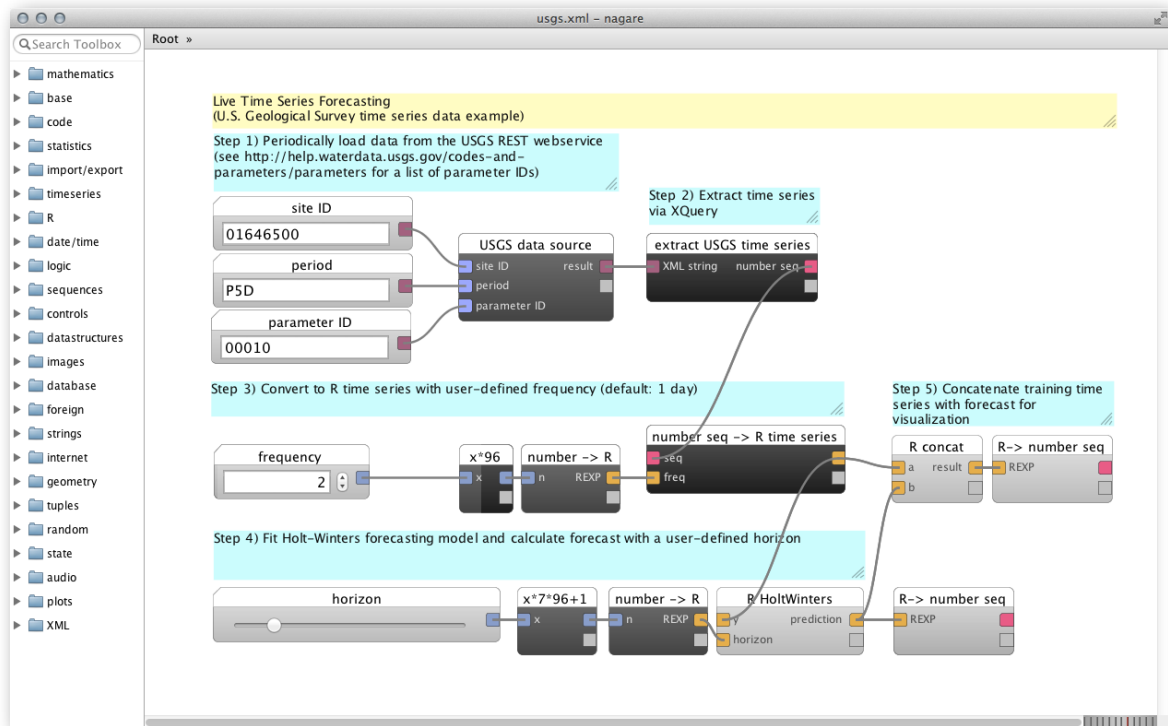 usgs.xml – nagare
Search Toolbox
Root »
mathematics
base
code
statistics
import/export
timeseries
R
date/time
logic
sequences
controls
datastructures
images
database
foreign
strings
internet
geometry
tuples
random
state
audio
plots
XML
Live Time Series Forecasting
(U.S. Geological Survey time series data example)
Step 1) Periodically load data from the USGS REST webservice
(see http://help.waterdata.usgs.gov/codes-and-
parameters/parameters for a list of parameter IDs)
site ID
01646500
period
P5D
parameter ID
00010
USGS data source
site ID result
period
parameter ID
Step 2) Extract time series
via XQuery
extract USGS time series
XML string number seq
Step 3) Convert to R time series with user-defined frequency (default: 1 day)
frequency
2
x*96
x
number -> R
n REXP
number seq -> R time series
seq
freq
Step 5) Concatenate training time
series with forecast for
visualization
R concat
a result
b
R-> number seq
REXP
Step 4) Fit Holt-Winters forecasting model and calculate forecast with a user-defined horizon
horizon
x*7*96+1
x
number -> R
n REXP
R HoltWinters
y prediction
horizon
R-> number seq
REXP